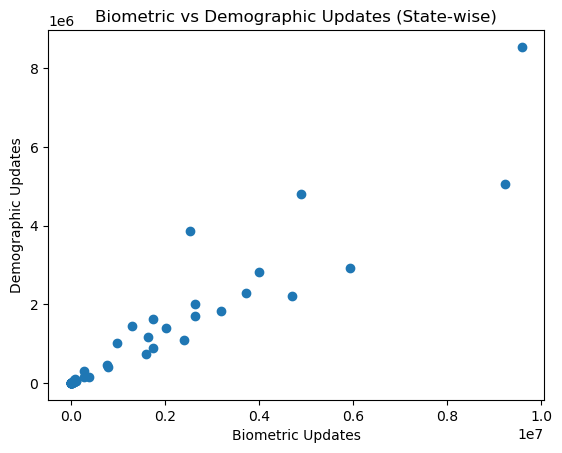 Biometric vs Demographic Updates (State-wise)
1e6
8
6
4
2
0
Demographic Updates
0.0 0.2 0.4 0.6 0.8 1.0
1e7
Biometric Updates